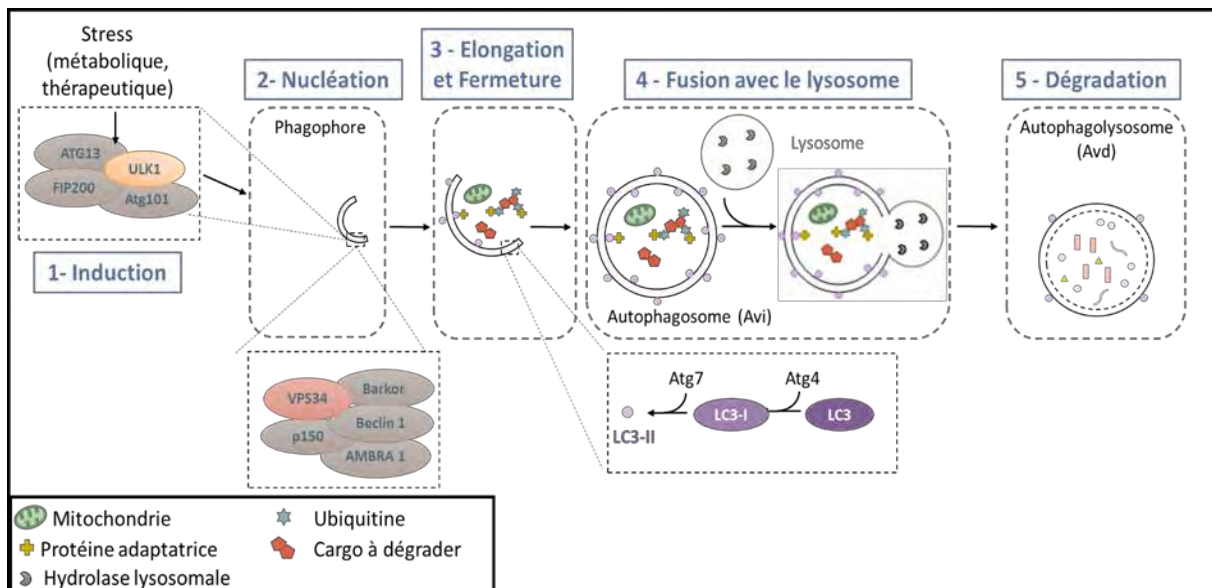 Stress
(métabolique,
thérapeutique)
ATG13
ULK1
FIP200
Atg101
1- Induction
2- Nucléation
Phagophore
VPS34
Barkor
Beclin 1
p150
AMBRA 1
3 - Elongation
et Fermeture
4 - Fusion avec le lysosome
Lysosome
Autophagosome (Avi)
Atg7
Atg4
LC3-I
LC3
LC3-II
5 - Dégradation
Autophagolysosome
(Avd)
Mitochondrie
Ubiquitine
Protéine adaptatrice
Cargo à dégrader
Hydrolase lysosomale